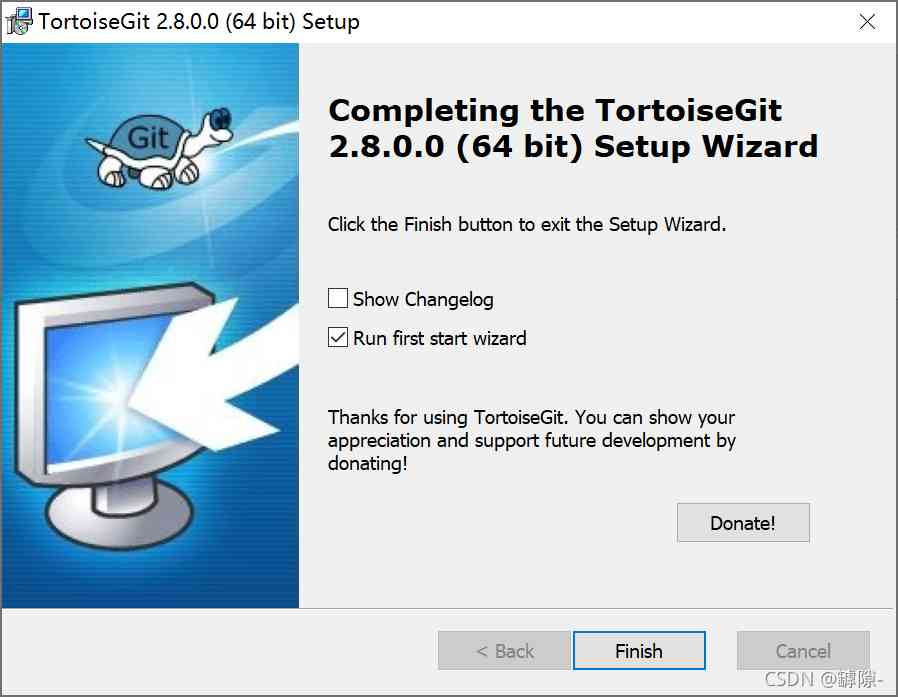 TortoiseGit 2.8.0.0 (64 bit) Setup
Git
Completing the TortoiseGit
2.8.0.0 (64 bit) Setup Wizard
Click the Finish button to exit the Setup Wizard.
Show Changelog
Run first start wizard
Thanks for using TortoiseGit. You can show your
appreciation and support future development by
donating!
Donate!
< Back
Finish
Cancel
CSDN @罅隙-